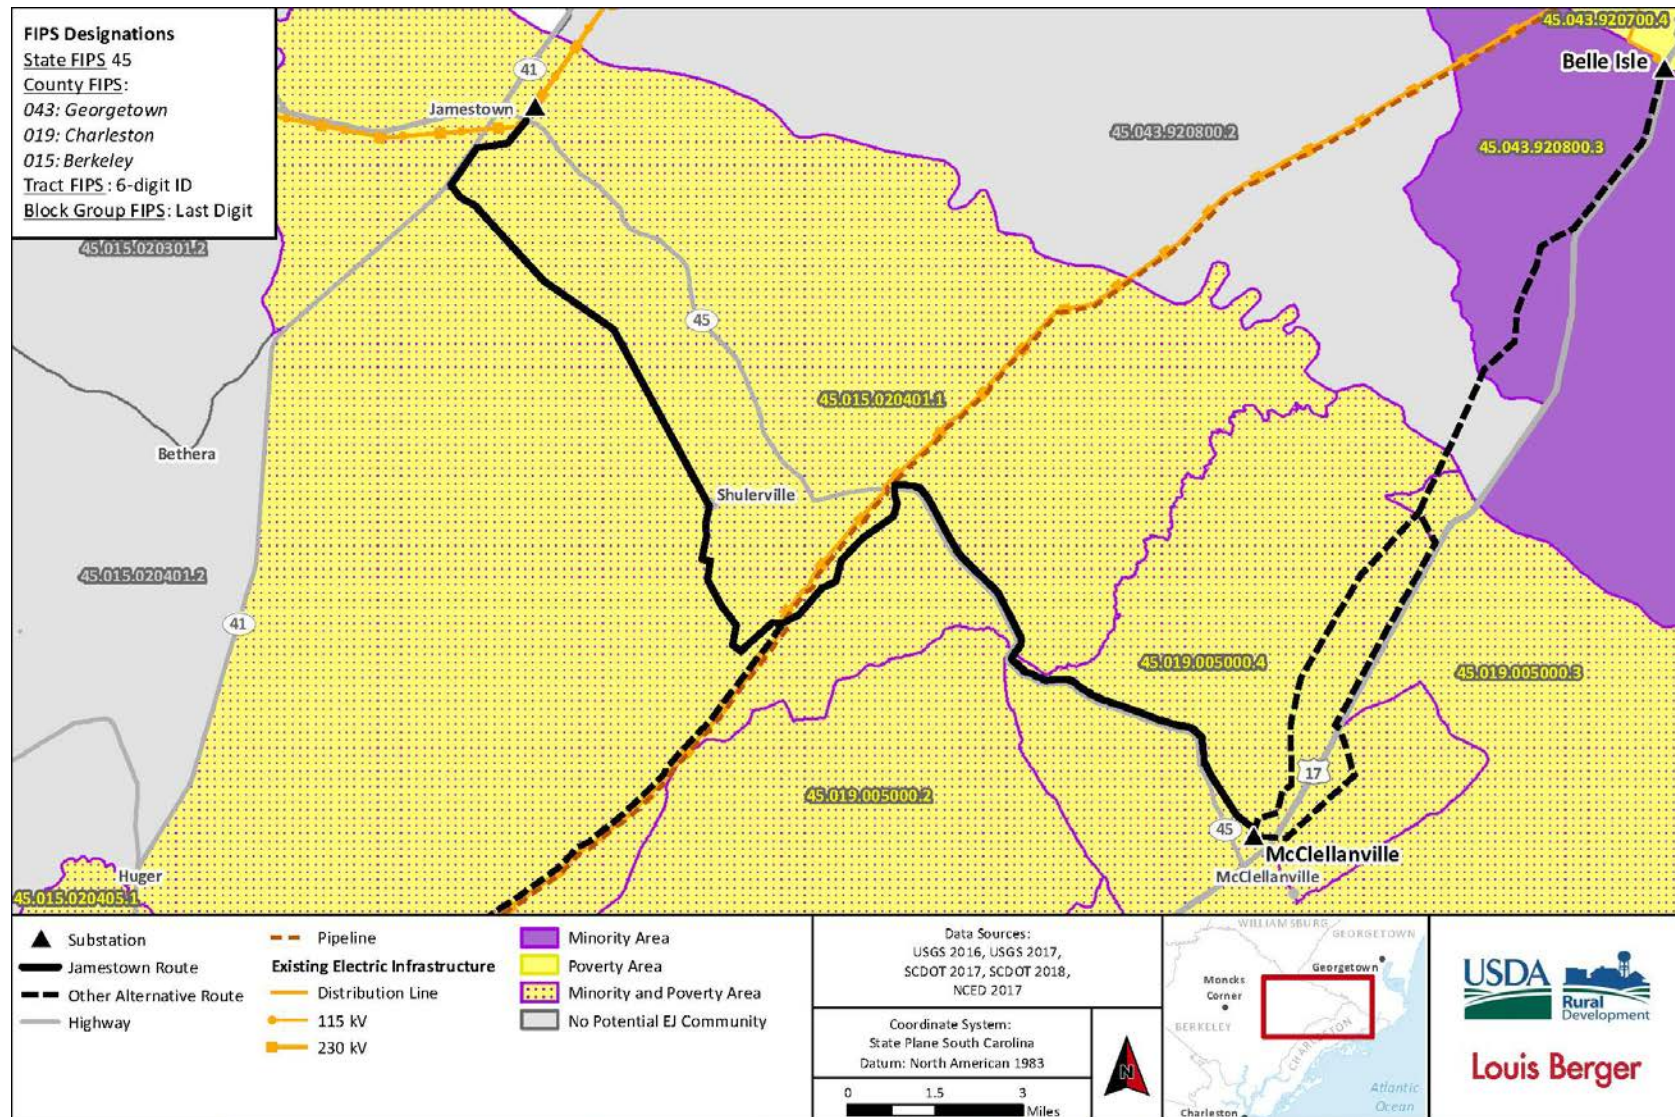 FIPS Designations
State FIPS 45
County FIPS:
043: Georgetown
019: Charleston
015: Berkeley
Tract FIPS: 6-digit ID
Block Group FIPS: Last Digit
45.043.920700.4
Belle Isle
41
Jamestown
45.043.920800.2
45.043.920800.3
45.015.020301.2
45
45.015.020401.1
Bethera
Shulerville
45.015.020401.2
41
45.019.005000.4
45.019.005000.3
17
45.019.005000.2
45
McClellanville
McClellanville
Huger
45.015.020405.1
Substation
Jamestown Route
Other Alternative Route
Highway
Pipeline
Existing Electric Infrastructure
Distribution Line
115 kV
230 kV
Minority Area
Poverty Area
Minority and Poverty Area
No Potential EJ Community
Data Sources:
USGS 2016, USGS 2017,
SCDOT 2017, SCDOT 2018,
NCED 2017
Coordinate System:
State Plane South Carolina
Datum: North American 1983
0 1.5 3
Miles
N
WILLIAMSBURG
GEORGETOWN
Georgetown
Moncks
Corner
BERKELEY
CHARLESTON
Atlantic
Ocean
Charleston
USDA
Rural
Development
Louis Berger